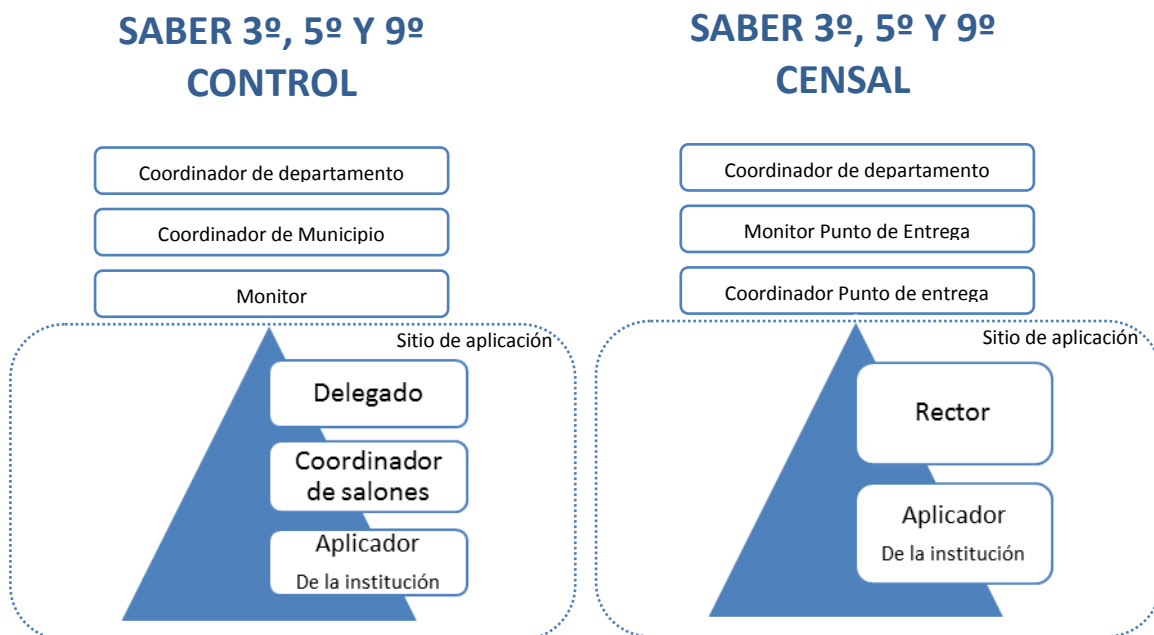 SABER 3º, 5º Y 9º
CONTROL
Coordinador de departamento
Coordinador de Municipio
Monitor
Sitio de aplicación
Delegado
Coordinador
de salones
Aplicador
De la institución
SABER 3º, 5º Y 9º
CENSAL
Coordinador de departamento
Monitor Punto de Entrega
Coordinador Punto de entrega
Sitio de aplicación
Rector
Aplicador
De la institución